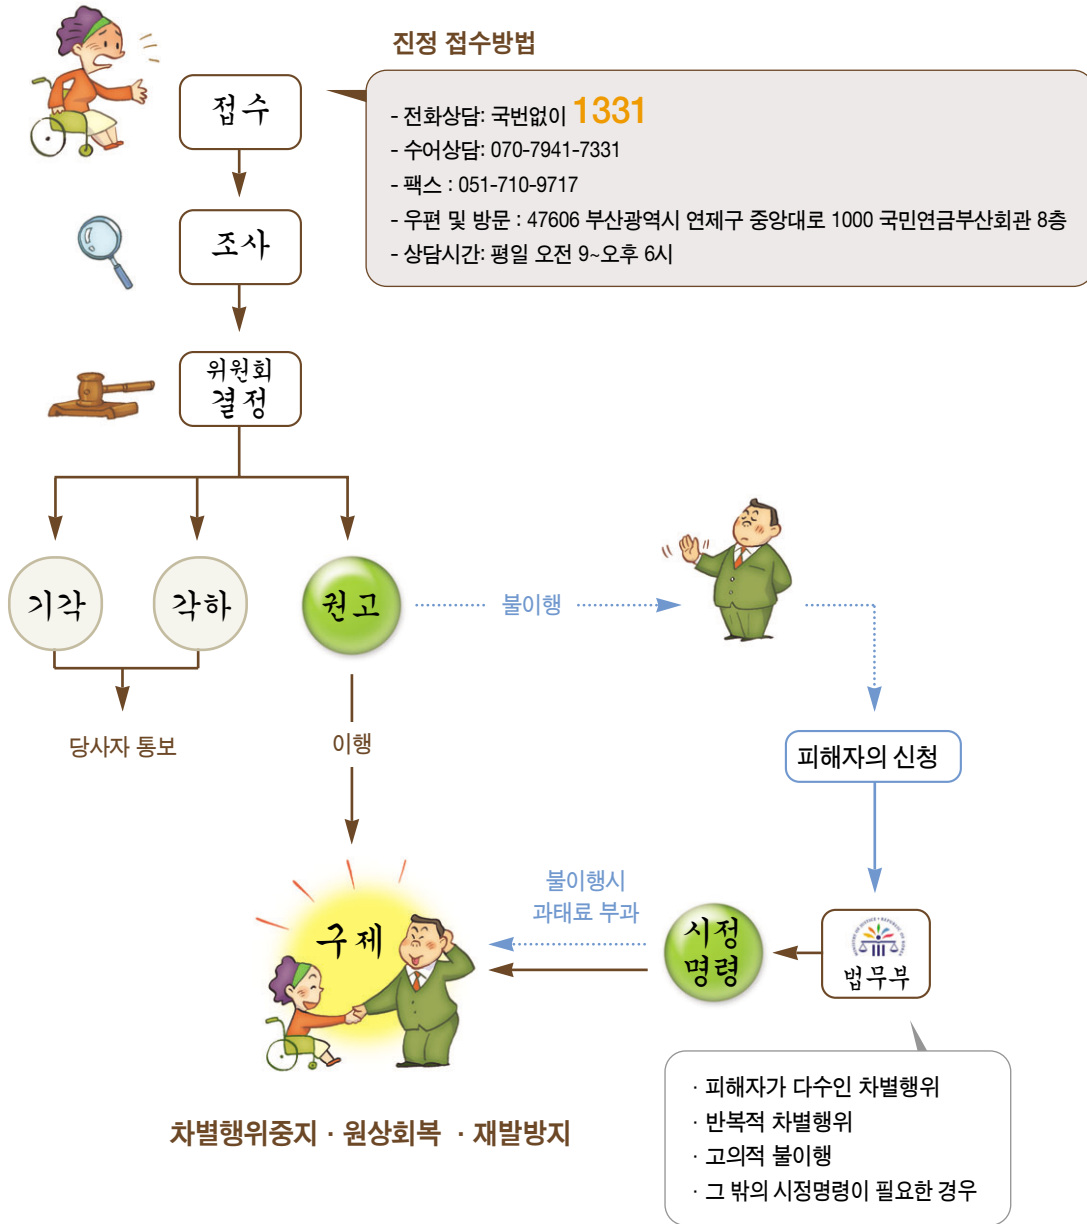 진정 접수방법
접수
- 전화상담: 국번없이 1331
- 수어상담: 070-7941-7331
- 팩스 : 051-710-9717
- 우편 및 방문 : 47606 부산광역시 연제구 중앙대로 1000 국민연금부산회관 8층
- 상담시간: 평일 오전 9~오후 6시
조사
위원회
결정
기각
각하
권고
불이행
당사자 통보
이행
피해자의 신청
불이행시
과태료 부과
구제
시정
명령
MINISTRY OF JUSTICE • REPUBLIC OF KOREA
법무부
차별행위중지 · 원상회복 · 재발방지
· 피해자가 다수인 차별행위
· 반복적 차별행위
· 고의적 불이행
· 그 밖의 시정명령이 필요한 경우